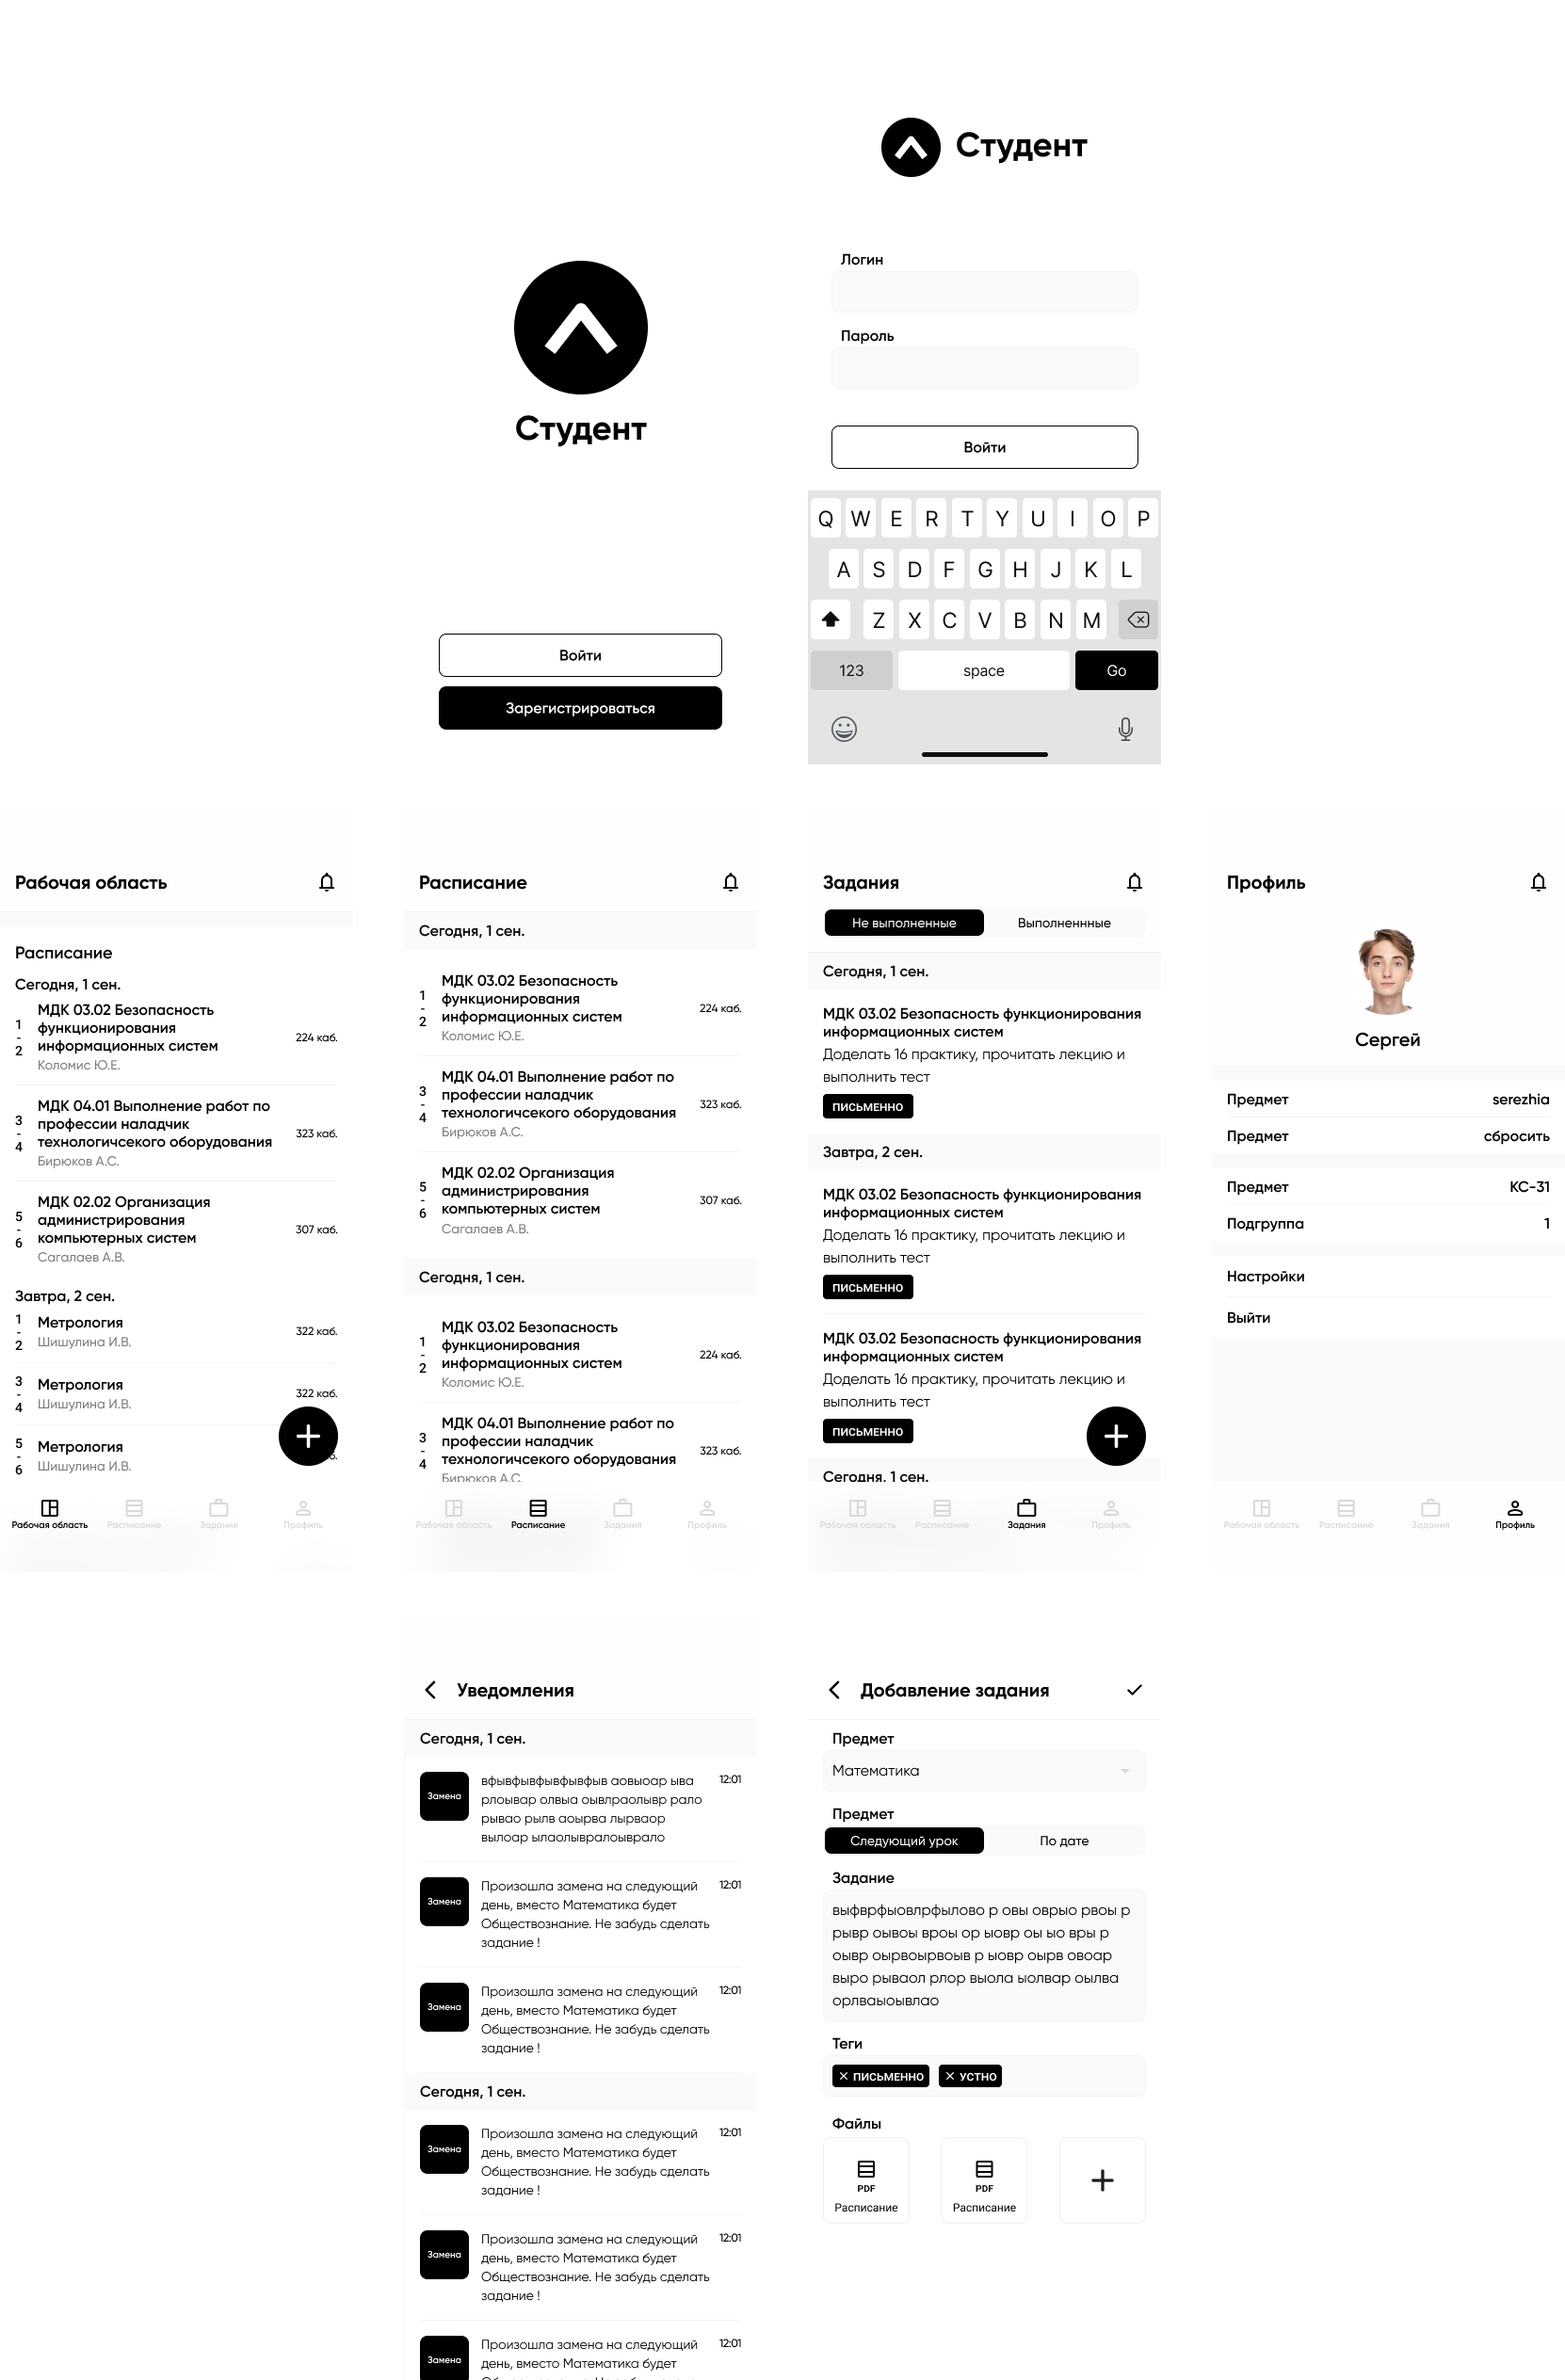 Студент
Войти
Зарегистрироваться
Студент
Логин
Пароль
Войти
Q W E R T Y U I O P
A S D F G H J K L
Z X C V B N M
123 space Go
Рабочая область
Расписание
Сегодня, 1 сен.
1
-
2
МДК 03.02 Безопасность
функционирования
информационных систем
Коломис Ю.Е.
224 каб.
3
-
4
МДК 04.01 Выполнение работ по
профессии наладчик
технологичсекого оборудования
Бирюков А.С.
323 каб.
5
-
6
МДК 02.02 Организация
администрирования
компьютерных систем
Сагалаев А.В.
307 каб.
Завтра, 2 сен.
1
-
2
Метрология
Шишулина И.В.
322 каб.
3
-
4
Метрология
Шишулина И.В.
322 каб.
5
-
6
Метрология
Шишулина И.В.
Рабочая область Расписание Задания Профиль
Расписание
Сегодня, 1 сен.
1
-
2
МДК 03.02 Безопасность
функционирования
информационных систем
Коломис Ю.Е.
224 каб.
3
-
4
МДК 04.01 Выполнение работ по
профессии наладчик
технологичсекого оборудования
Бирюков А.С.
323 каб.
5
-
6
МДК 02.02 Организация
администрирования
компьютерных систем
Сагалаев А.В.
307 каб.
Сегодня, 1 сен.
1
-
2
МДК 03.02 Безопасность
функционирования
информационных систем
Коломис Ю.Е.
224 каб.
3
-
4
МДК 04.01 Выполнение работ по
профессии наладчик
технологичсекого оборудования
Бирюков А.С.
323 каб.
Рабочая область Расписание Задания Профиль
Задания
Не выполненные Выполненнные
Сегодня, 1 сен.
МДК 03.02 Безопасность функционирования
информационных систем
Доделать 16 практику, прочитать лекцию и
выполнить тест
ПИСЬМЕННО
Завтра, 2 сен.
МДК 03.02 Безопасность функционирования
информационных систем
Доделать 16 практику, прочитать лекцию и
выполнить тест
ПИСЬМЕННО
МДК 03.02 Безопасность функционирования
информационных систем
Доделать 16 практику, прочитать лекцию и
выполнить тест
ПИСЬМЕННО
Сегодня, 1 сен.
Рабочая область Расписание Задания Профиль
Профиль
Сергей
Предмет serezhia
Предмет сбросить
Предмет КС-31
Подгруппа 1
Настройки
Выйти
Рабочая область Расписание Задания Профиль
Уведомления
Сегодня, 1 сен.
Замена
вфывфывфывфывфыв аовыоар ыва
рлоывар олвыа оывлраолывр рало
рывао рылв аоырва лырваор
вылоар ылаолывралоыврало
12:01
Замена
Произошла замена на следующий
день, вместо Математика будет
Обществознание. Не забудь сделать
задание !
12:01
Замена
Произошла замена на следующий
день, вместо Математика будет
Обществознание. Не забудь сделать
задание !
12:01
Сегодня, 1 сен.
Замена
Произошла замена на следующий
день, вместо Математика будет
Обществознание. Не забудь сделать
задание !
12:01
Замена
Произошла замена на следующий
день, вместо Математика будет
Обществознание. Не забудь сделать
задание !
12:01
Замена
Произошла замена на следующий
день, вместо Математика будет
12:01
Добавление задания
Предмет
Математика
Предмет
Следующий урок По дате
Задание
выфврфыовлрфылово р овы оврыо рвоы р
рывр оывоы вроы ор ыовр оы ыо вры р
оывр оырвоырвоыв р ыовр оырв овоар
выро рываол рлор выола ыолвар оылва
орлваыоывлао
Теги
ПИСЬМЕННО УСТНО
Файлы
PDF
Расписание
PDF
Расписание